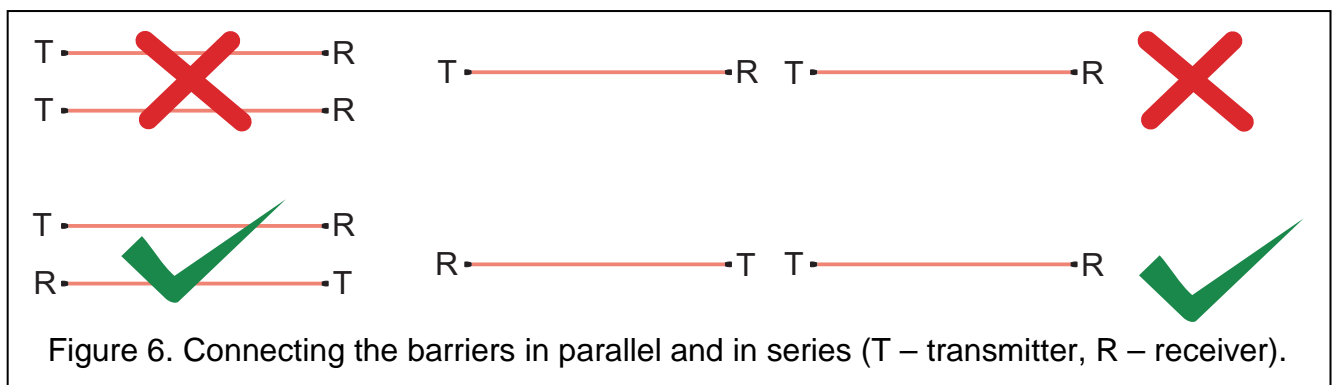 T R
T R
T R T R
T R
R T
R T T R
Figure 6. Connecting the barriers in parallel and in series (T – transmitter, R – receiver).